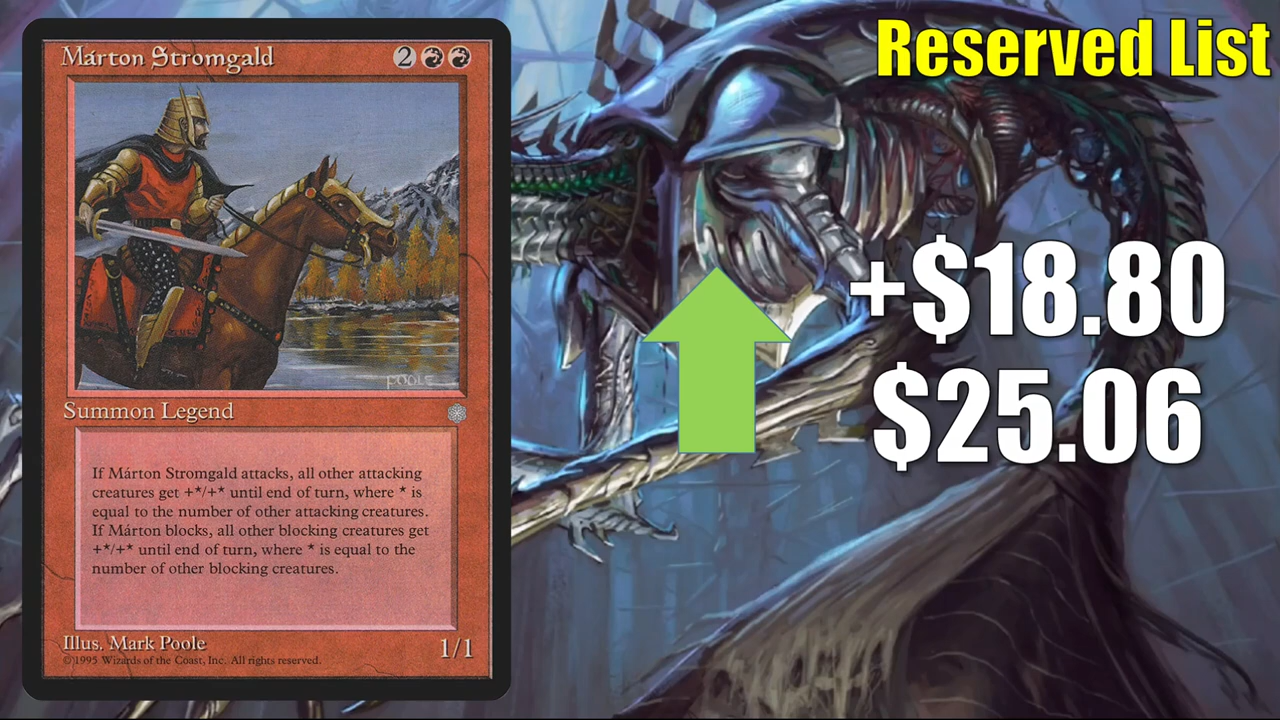 Márton Stromgald
2
Reserved List
POOLE
+$18.80
$25.06
Summon Legend
If Márton Stromgald attacks, all other attacking
creatures get +*/+* until end of turn, where * is
equal to the number of other attacking creatures.
If Márton blocks, all other blocking creatures get
+*/+* until end of turn, where * is equal to the
number of other blocking creatures.
Illus. Mark Poole
1/1
©1995 Wizards of the Coast, Inc. All rights reserved.